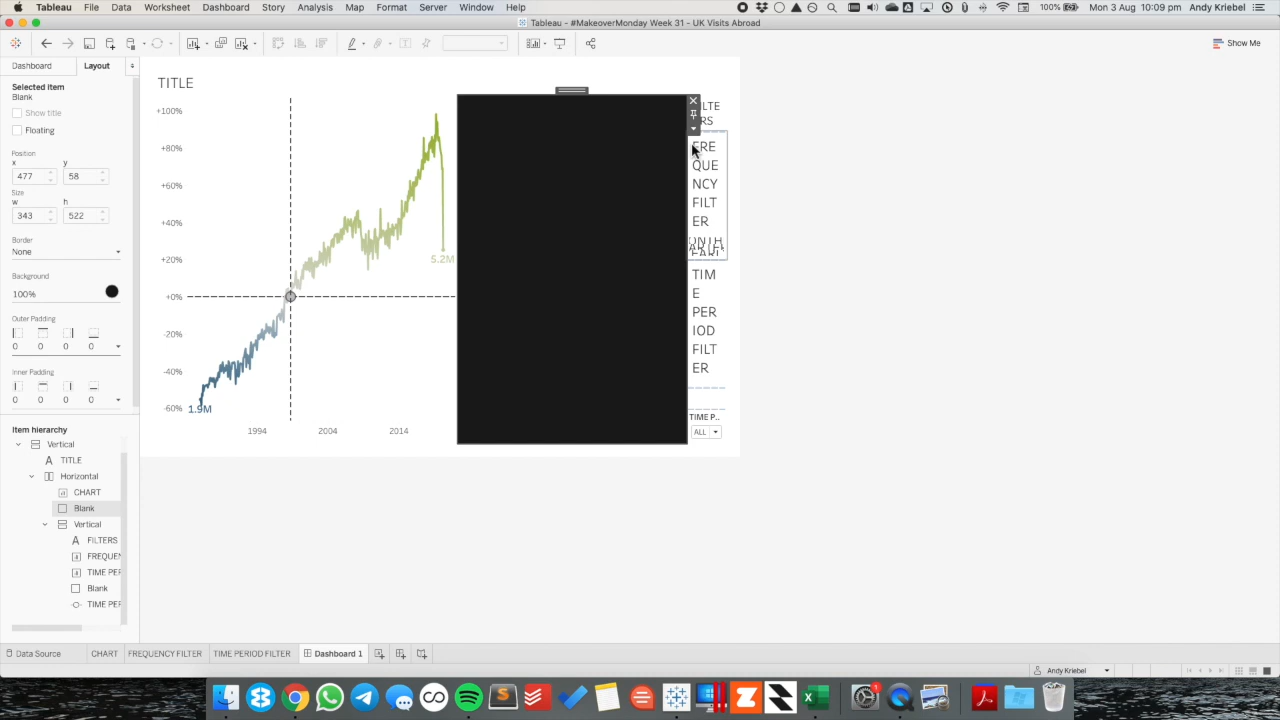 Tableau File Data Worksheet Dashboard Story Analysis Map Format Server Window Help
100% Mon 3 Aug 10:09 pm Andy Kriebel
Tableau - #MakeoverMonday Week 31 - UK Visits Abroad
Show Me
Dashboard Layout
Selected item
Blank
Show title
Floating
Position
x y
477 58
Size
w h
343 522
Border
None
Background
100%
Outer Padding
0 0 0 0
Inner Padding
0 0 0 0
Item hierarchy
Vertical
TITLE
Horizontal
CHART
Blank
Vertical
FILTERS
FREQUEN
TIME PER
Blank
TIME PER
TITLE
+100%
+80%
+60%
+40%
+20%
+0%
-20%
-40%
-60%
1.9M
5.2M
1994 2004 2014
FILTE
RS
FRE
QUE
NCY
FILT
ER
TIM
E
PER
IOD
FILT
ER
TIME P..
ALL
Data Source CHART FREQUENCY FILTER TIME PERIOD FILTER Dashboard 1
Andy Kriebel